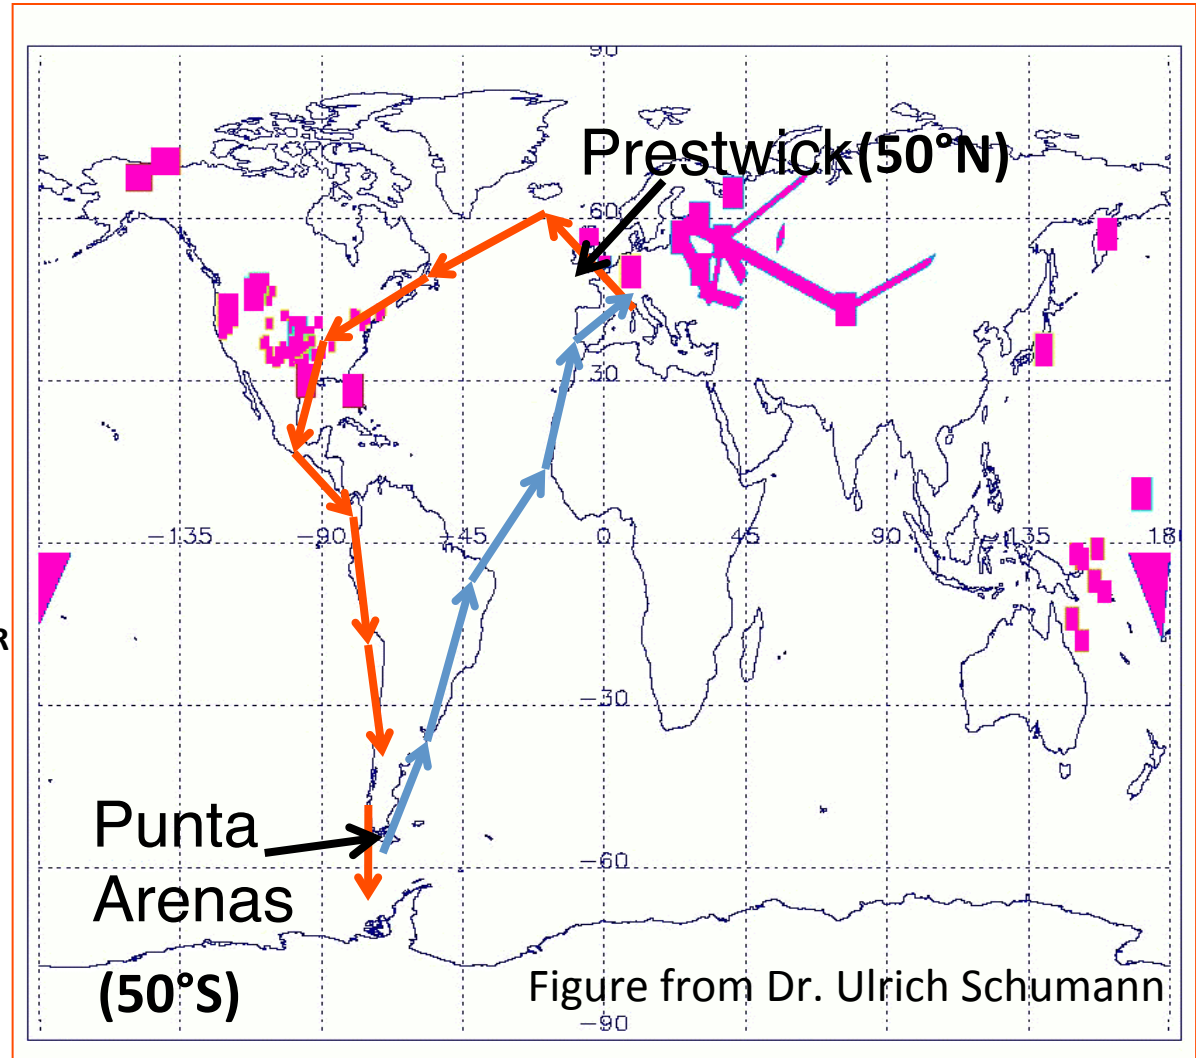 90
Prestwick(50°N)
60
30
−135 −90 −45 0 45 90 135 180
R
−30
Punta
Arenas
−60
(50°S)
Figure from Dr. Ulrich Schumann
−90